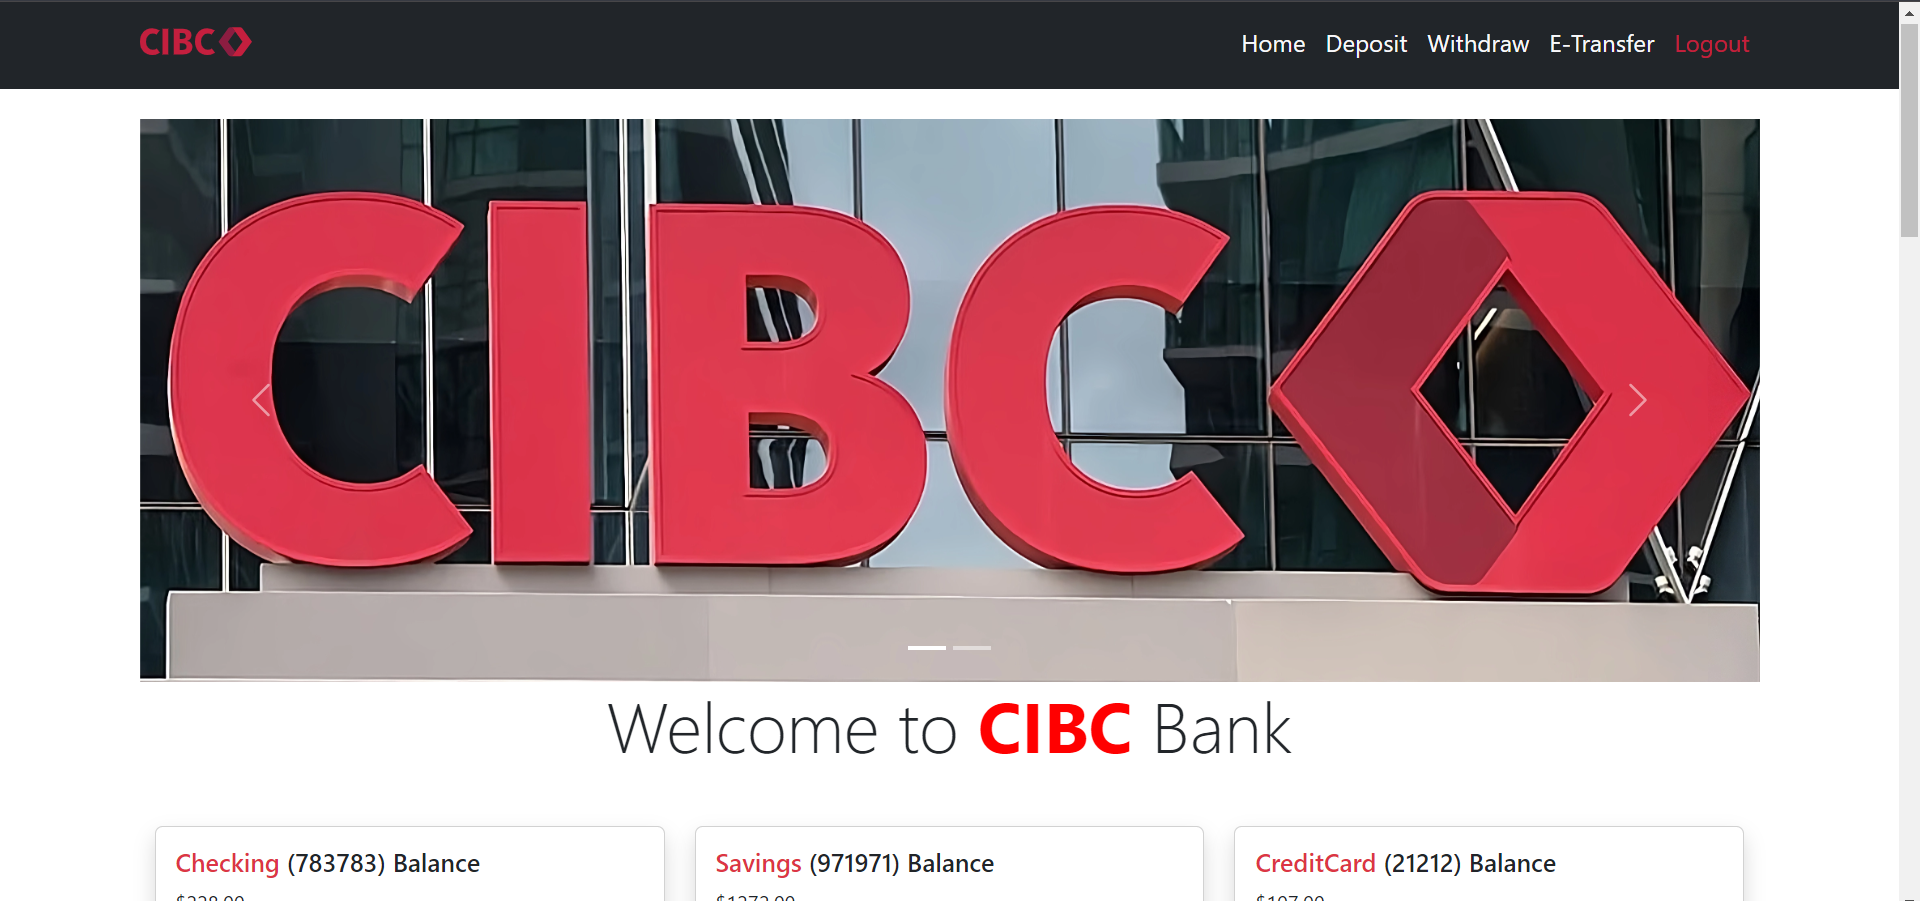 CIBC
Home Deposit Withdraw E-Transfer Logout
CIBC
Welcome to CIBC Bank
Checking (783783) Balance
Savings (971971) Balance
CreditCard (21212) Balance